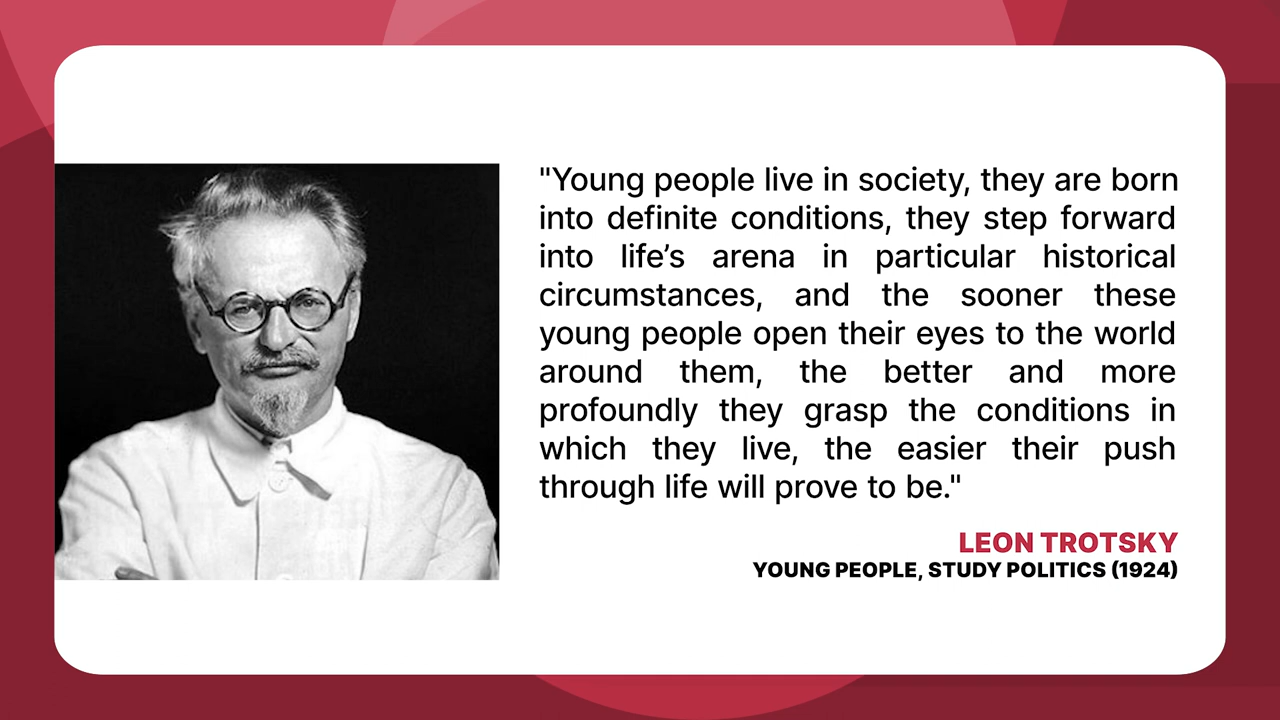 "Young people live in society, they are born
into definite conditions, they step forward
into life’s arena in particular historical
circumstances, and the sooner these
young people open their eyes to the world
around them, the better and more
profoundly they grasp the conditions in
which they live, the easier their push
through life will prove to be."
LEON TROTSKY
YOUNG PEOPLE, STUDY POLITICS (1924)